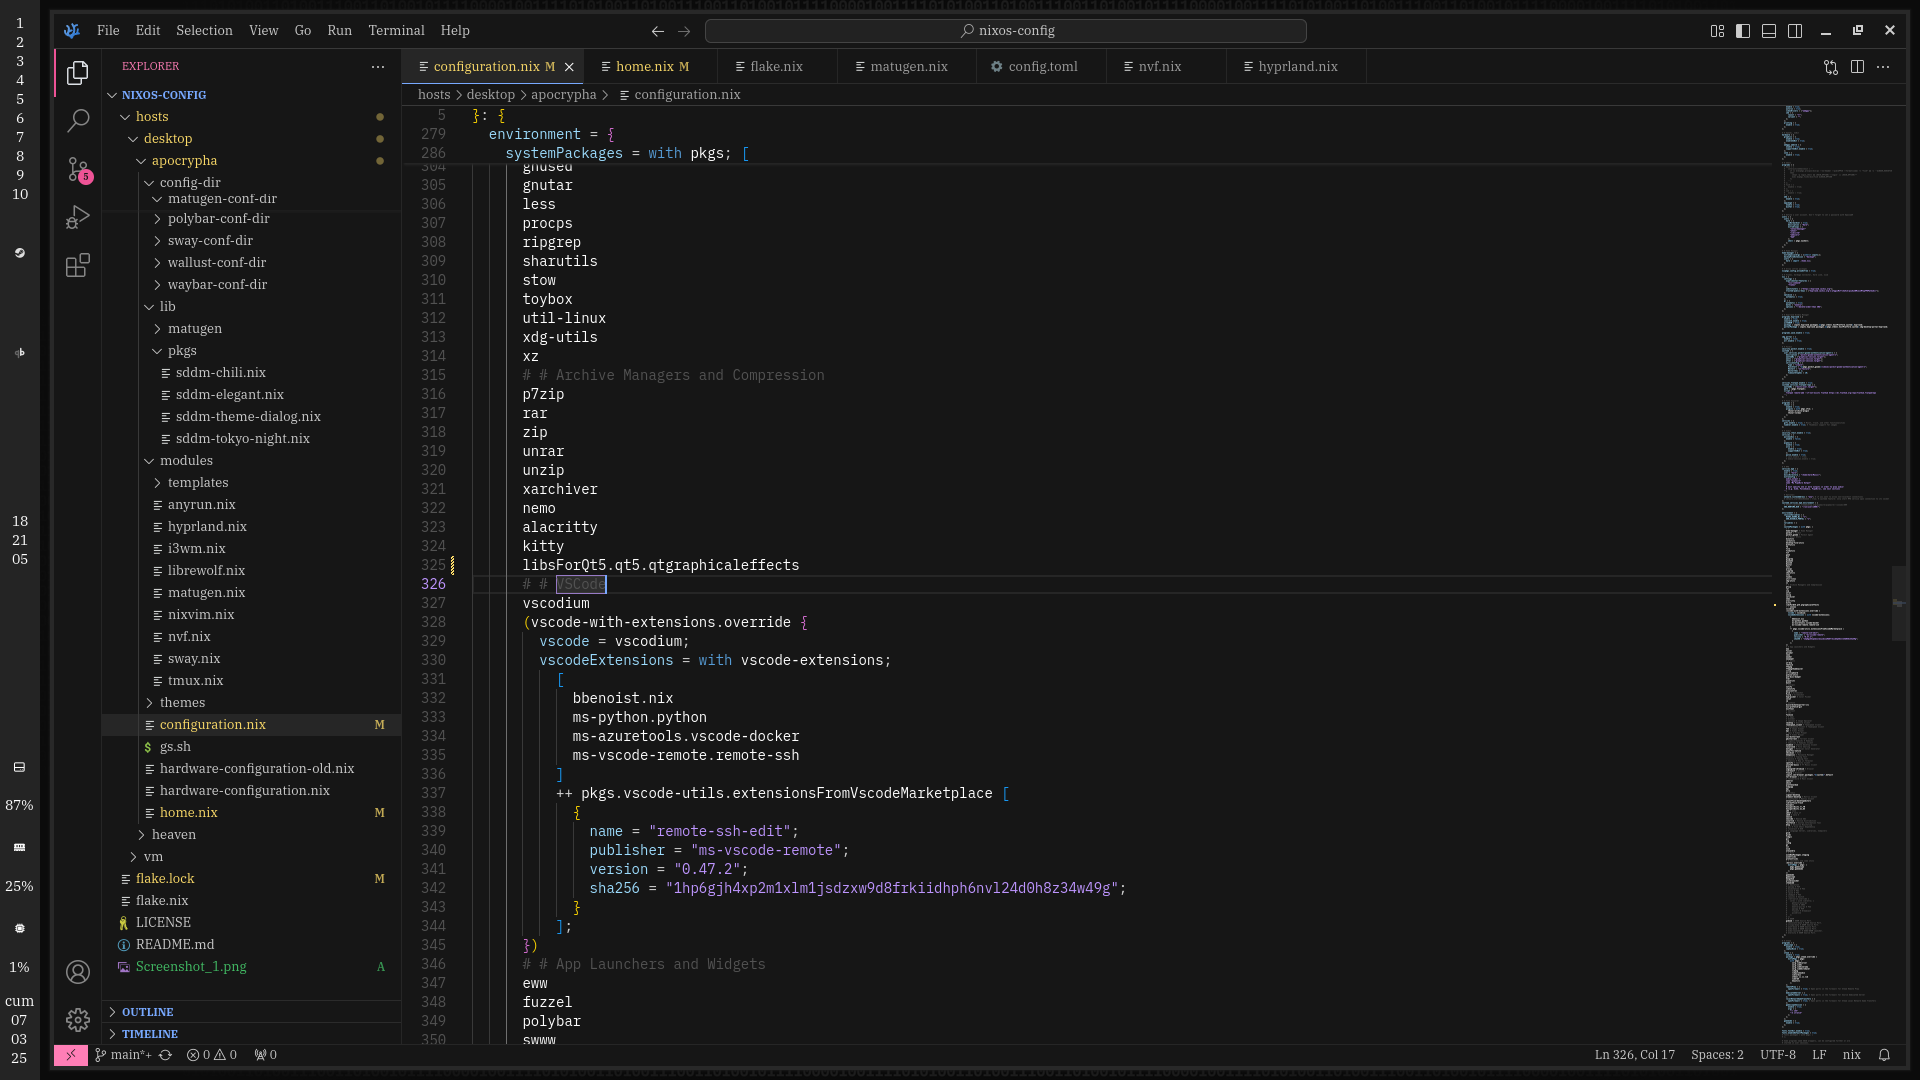 1
2
3
4
5
6
7
8
9
10
18
21
05
87%
25%
1%
cum
07
03
25
File Edit Selection View Go Run Terminal Help
nixos-config
EXPLORER
NIXOS-CONFIG
hosts
desktop
apocrypha
config-dir
matugen-conf-dir
polybar-conf-dir
sway-conf-dir
wallust-conf-dir
waybar-conf-dir
lib
matugen
pkgs
sddm-chili.nix
sddm-elegant.nix
sddm-theme-dialog.nix
sddm-tokyo-night.nix
modules
templates
anyrun.nix
hyprland.nix
i3wm.nix
librewolf.nix
matugen.nix
nixvim.nix
nvf.nix
sway.nix
tmux.nix
themes
configuration.nix M
gs.sh
hardware-configuration-old.nix
hardware-configuration.nix
home.nix M
heaven
vm
flake.lock M
flake.nix
LICENSE
README.md
Screenshot_1.png A
OUTLINE
TIMELINE
5
configuration.nix M
home.nix M
flake.nix
matugen.nix
config.toml
nvf.nix
hyprland.nix
hosts > desktop > apocrypha > configuration.nix
5 }: {
279 environment = {
286 systemPackages = with pkgs; [
304 gnused
305 gnutar
306 less
307 procps
308 ripgrep
309 sharutils
310 stow
311 toybox
312 util-linux
313 xdg-utils
314 xz
315 # # Archive Managers and Compression
316 p7zip
317 rar
318 zip
319 unrar
320 unzip
321 xarchiver
322 nemo
323 alacritty
324 kitty
325 libsForQt5.qt5.qtgraphicaleffects
326 # # VSCode
327 vscodium
328 (vscode-with-extensions.override {
329 vscode = vscodium;
330 vscodeExtensions = with vscode-extensions;
331 [
332 bbenoist.nix
333 ms-python.python
334 ms-azuretools.vscode-docker
335 ms-vscode-remote.remote-ssh
336 ]
337 ++ pkgs.vscode-utils.extensionsFromVscodeMarketplace [
338 {
339 name = "remote-ssh-edit";
340 publisher = "ms-vscode-remote";
341 version = "0.47.2";
342 sha256 = "1hp6gjh4xp2m1xlm1jsdzxw9d8frkiidhph6nvl24d0h8z34w49g";
343 }
344 ];
345 })
346 # # App Launchers and Widgets
347 eww
348 fuzzel
349 polybar
350 swww
main*+ 0 0 0
Ln 326, Col 17 Spaces: 2 UTF-8 LF nix